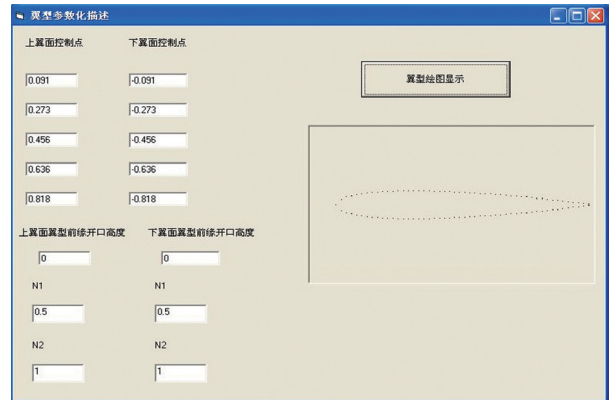 翼型参数化描述
上翼面控制点 下翼面控制点
翼型绘图显示
0.091 -0.091
0.273 -0.273
0.456 -0.456
0.636 -0.636
0.818 -0.818
上翼面翼型前缘开口高度 下翼面翼型前缘开口高度
0 0
N1 N1
0.5 0.5
N2 N2
1 1